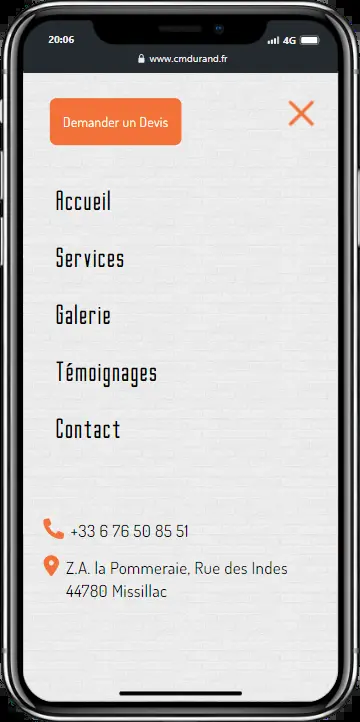 20:06
4G
www.cmdurand.fr
Demander un Devis
Accueil
Services
Galerie
Témoignages
Contact
+33 6 76 50 85 51
Z.A. la Pommeraie, Rue des Indes
44780 Missillac